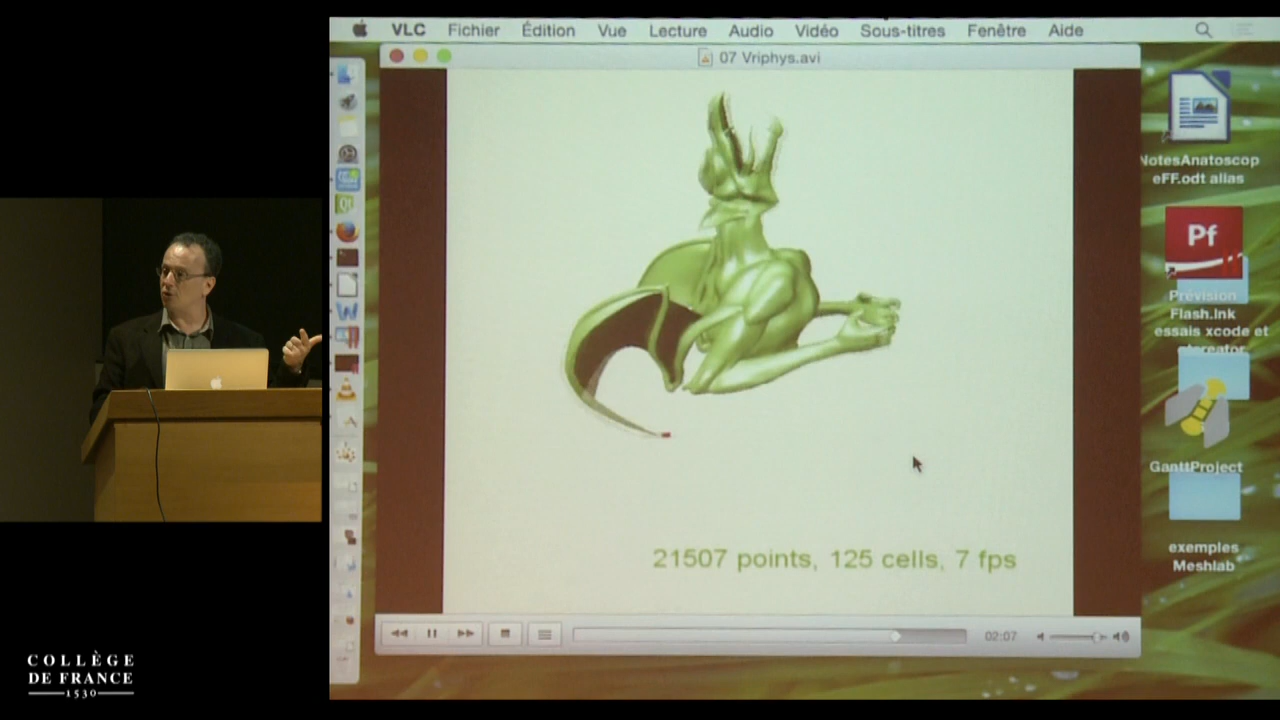 VLC Fichier Édition Vue Lecture Audio Vidéo Sous-titres Fenêtre Aide
07 Vriphys.avi
NotesAnatoscop
eFF.odt alias
Pf
Prévision
Flash.lnk
essais xcode et
qtcreator
GanttProject
exemples
Meshlab
21507 points, 125 cells, 7 fps
02:07
COLLÈGE
DE FRANCE
1530